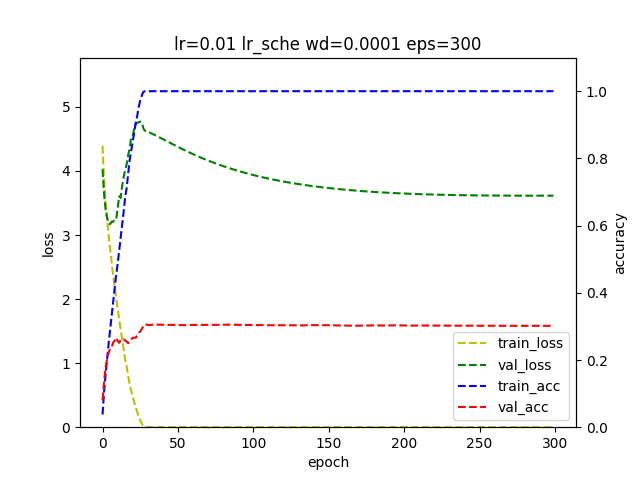 lr=0.01 lr_sche wd=0.0001 eps=300
loss
5
4
3
2
1
0
1.0
0.8
0.6
0.4
0.2
0.0
accuracy
train_loss
val_loss
train_acc
val_acc
0 50 100 150 200 250 300
epoch